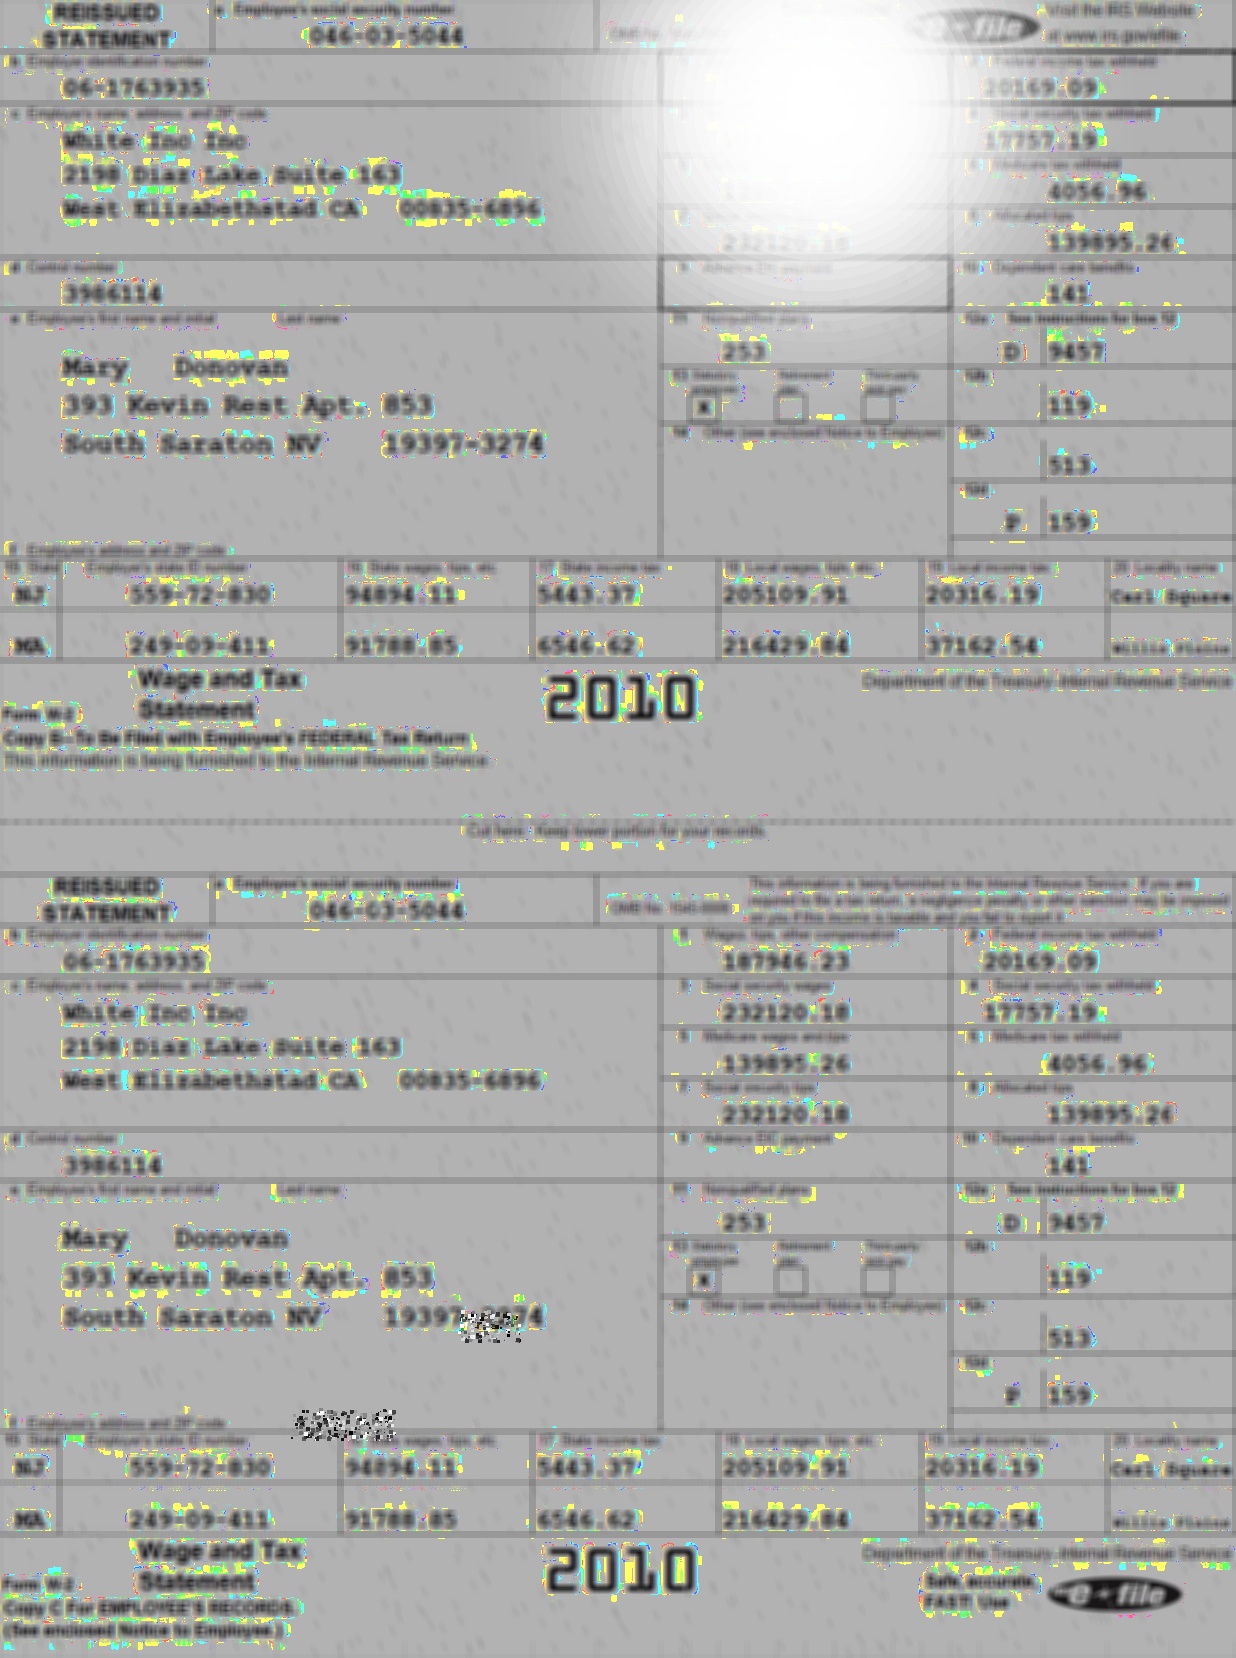 REISSUED
STATEMENT
a Employee's social security number
046-03-5044
e-file
Visit the IRS Website
at www.irs.gov/efile
b Employer identification number
06-1763935
Federal income tax withheld
20169.09
c Employer's name, address, and ZIP code
White Inc Inc
2198 Diaz Lake Suite 163
West Elizabethstad CA 00835-6896
Social security tax withheld
17757.19
Medicare tax withheld
4056.96
232120.18
Allocated tips
139895.26
d Control number
3986114
9 Advance EIC payment
10 Dependent care benefits
141
e Employee's first name and initial Last name
Mary Donovan
393 Kevin Rest Apt. 853
South Saraton NV 19397-3274
11 Nonqualified plans
253
12a See instructions for box 12
D 9457
13 Statutory employee Retirement plan Third-party sick pay
X
12b
119
14 Other (see enclosed Notice to Employee)
12c
513
12d
P 159
f Employee's address and ZIP code
15 State Employer's state ID number 16 State wages, tips, etc. 17 State income tax 18 Local wages, tips, etc. 19 Local income tax 20 Locality name
NJ 559-72-830 94894.11 5443.37 205109.91 20316.19 Carl Square
MA 249-09-411 91788.85 6546.62 216429.84 37162.54 Willie Plains
Wage and Tax
Statement
Form W-2
2010
Department of the Treasury-Internal Revenue Service
Copy B—To Be Filed with Employee's FEDERAL Tax Return.
This information is being furnished to the Internal Revenue Service.
Cut here. Keep lower portion for your records.
REISSUED
STATEMENT
a Employee's social security number
046-03-5044
OMB No. 1545-0008
This information is being furnished to the Internal Revenue Service. If you are
required to file a tax return, a negligence penalty or other sanction may be imposed
on you if this income is taxable and you fail to report it.
b Employer identification number
06-1763935
1 Wages, tips, other compensation
187946.23
2 Federal income tax withheld
20169.09
c Employer's name, address, and ZIP code
White Inc Inc
2198 Diaz Lake Suite 163
West Elizabethstad CA 00835-6896
3 Social security wages
232120.18
4 Social security tax withheld
17757.19
5 Medicare wages and tips
139895.26
6 Medicare tax withheld
4056.96
7 Social security tips
232120.18
8 Allocated tips
139895.26
d Control number
3986114
9 Advance EIC payment
10 Dependent care benefits
141
e Employee's first name and initial Last name
Mary Donovan
393 Kevin Rest Apt. 853
South Saraton NV 19397 74
11 Nonqualified plans
253
12a See instructions for box 12
D 9457
13 Statutory employee Retirement plan Third-party sick pay
X
12b
119
14 Other (see enclosed Notice to Employee)
12c
513
12d
P 159
f Employee's address and ZIP code
15 State Employer's state ID number wages, tips, etc. 17 State income tax 18 Local wages, tips, etc. 19 Local income tax 20 Locality name
NJ 559-72-830 94894.11 5443.37 205109.91 20316.19 Carl Square
MA 249-09-411 91788.85 6546.62 216429.84 37162.54 Willie Plains
Wage and Tax
Statement
Form W-2
2010
Department of the Treasury-Internal Revenue Service
Copy C For EMPLOYEE'S RECORDS.
(See enclosed Notice to Employee.)
Safe, accurate,
FAST! Use
e-file